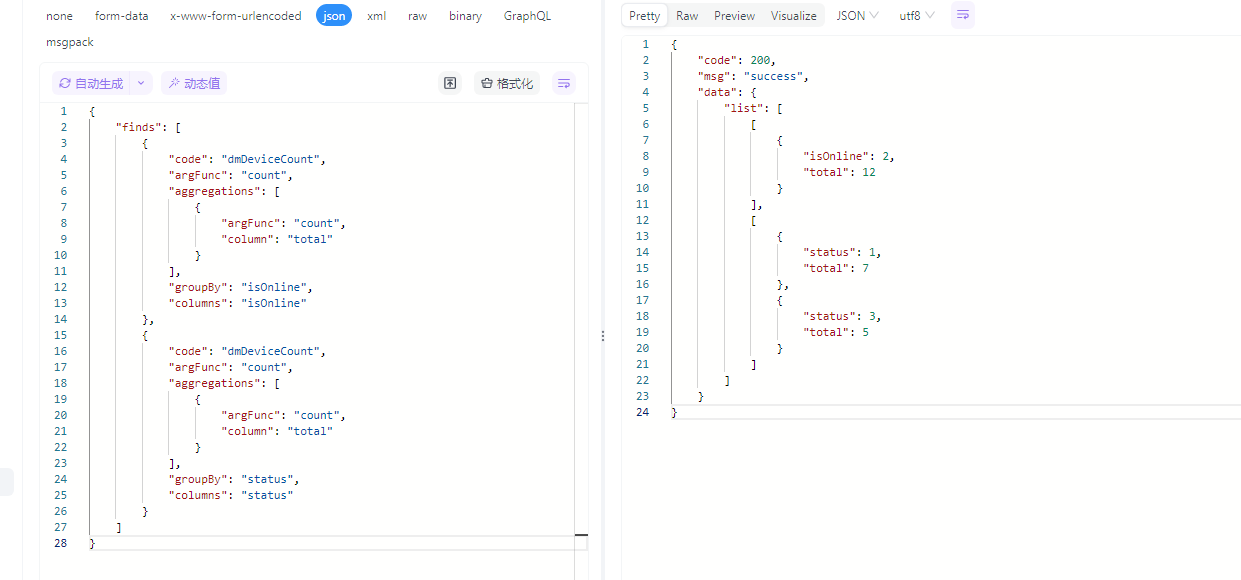 none form-data x-www-form-urlencoded json xml raw binary GraphQL
msgpack
自动生成 动态值 格式化
1 {
2 "finds": [
3 {
4 "code": "dmDeviceCount",
5 "argFunc": "count",
6 "aggregations": [
7 {
8 "argFunc": "count",
9 "column": "total"
10 }
11 ],
12 "groupBy": "isOnline",
13 "columns": "isOnline"
14 },
15 {
16 "code": "dmDeviceCount",
17 "argFunc": "count",
18 "aggregations": [
19 {
20 "argFunc": "count",
21 "column": "total"
22 }
23 ],
24 "groupBy": "status",
25 "columns": "status"
26 }
27 ]
28 }
Pretty Raw Preview Visualize JSON utf8
1 {
2 "code": 200,
3 "msg": "success",
4 "data": {
5 "list": [
6 [
7 {
8 "isOnline": 2,
9 "total": 12
10 }
11 ],
12 [
13 {
14 "status": 1,
15 "total": 7
16 },
17 {
18 "status": 3,
19 "total": 5
20 }
21 ]
22 ]
23 }
24 }